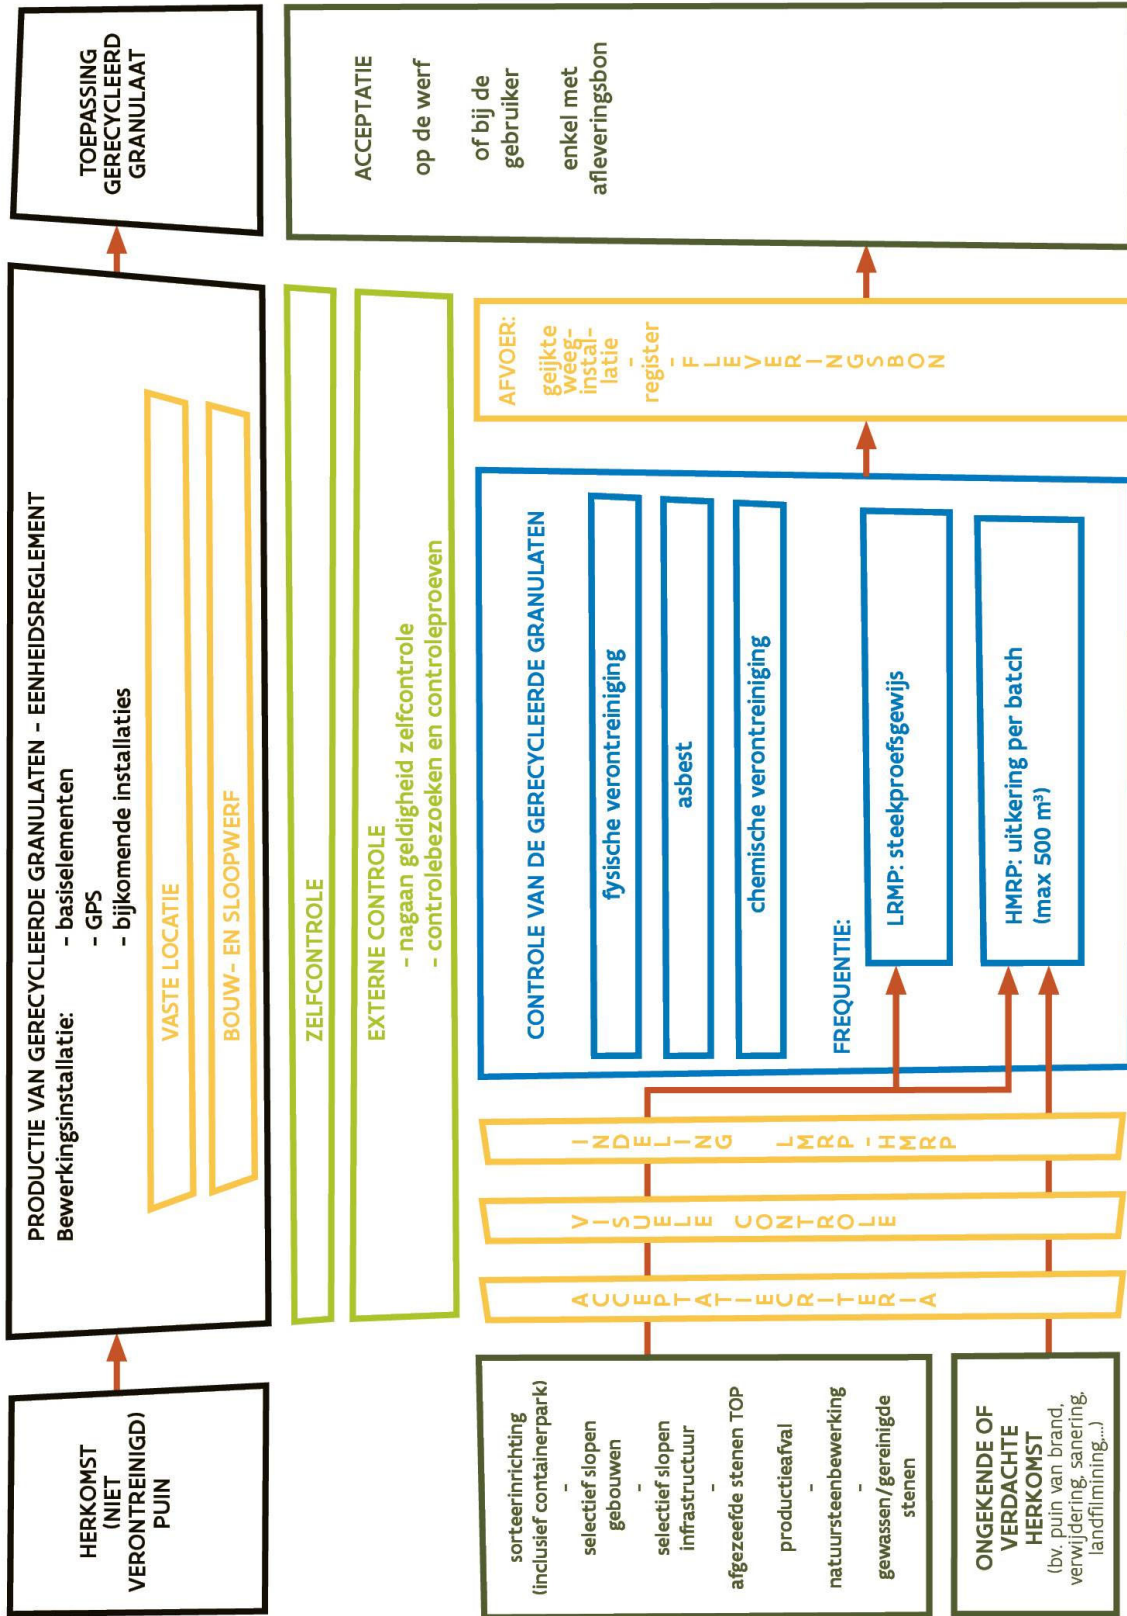 HERKOMST
(NIET
VERONTREINIGD)
PUIN
PRODUCTIE VAN GERECYCLEERDE GRANULATEN – EENHEIDSREGLEMENT
Bewerkingsinstallatie:
- basiselementen
- GPS
- bijkomende installaties
VASTE LOCATIE
BOUW- EN SLOOPWERF
TOEPASSING
GERECYCLEERD
GRANULAAT
ZELFCONTROLE
EXTERNE CONTROLE
- nagaan geldigheid zelfcontrole
- controlebezoeken en controleproeven
sorteerinrichting
(inclusief containerpark)
-
selectief slopen
gebouwen
-
selectief slopen
infrastructuur
-
afgezeefde stenen TOP
-
productieafval
-
natuursteenbewerking
-
gewassen/gereinigde
stenen
ONGEKENDE OF
VERDACHTE
HERKOMST
(bv. puin van brand,
verwijdering, sanering,
landfilmining,...)
ACCEPTATIECRITERIA
VISUELE CONTROLE
INDELING LMRP-HMRP
CONTROLE VAN DE GERECYCLEERDE GRANULATEN
fysische verontreiniging
asbest
chemische verontreiniging
FREQUENTIE:
LRMP: steekproefsgewijs
HMRP: uitkering per batch
(max 500 m³)
AFVOER:
geijkte
weeg-
instal-
latie
-
register
-
FLEVERINGSBON
ACCEPTATIE
op de werf
of bij de
gebruiker
enkel met
afleveringsbon